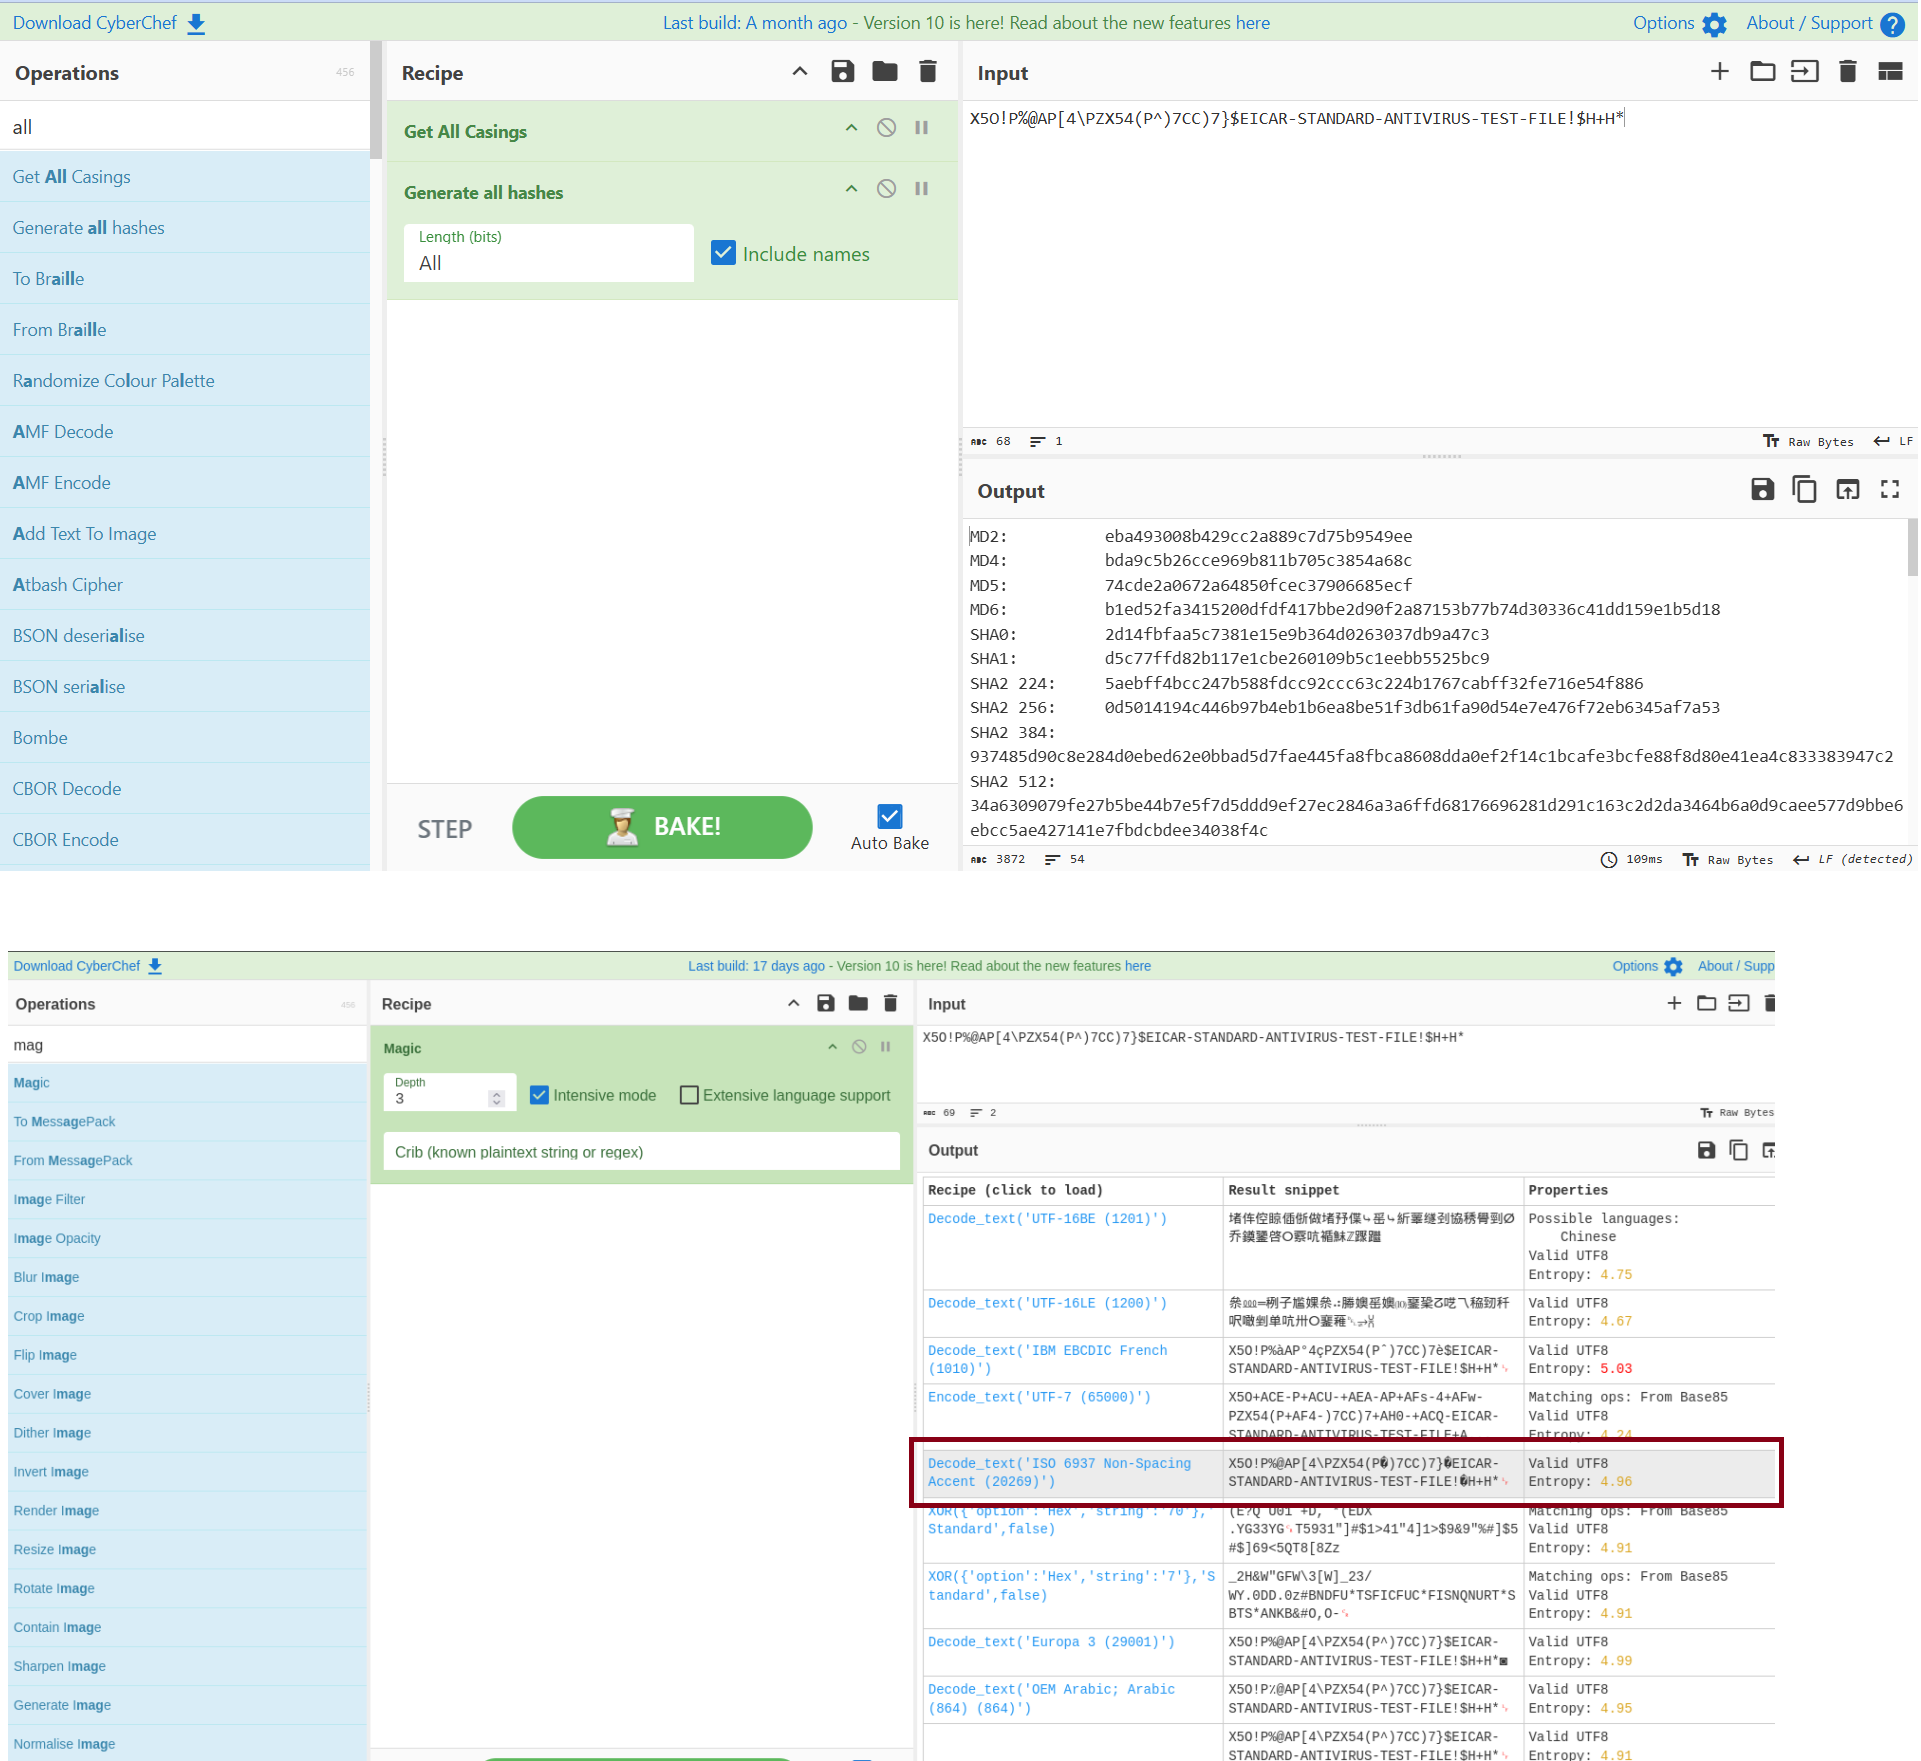 Download CyberChef
Last build: A month ago - Version 10 is here! Read about the new features here
Options
About / Support
Operations
456
Recipe
Input
all
Get All Casings
Generate all hashes
To Braille
From Braille
Randomize Colour Palette
AMF Decode
AMF Encode
Add Text To Image
Atbash Cipher
BSON deserialise
BSON serialise
Bombe
CBOR Decode
CBOR Encode
Get All Casings
Generate all hashes
Length (bits)
All
Include names
STEP
BAKE!
Auto Bake
X5O!P%@AP[4\PZX54(P^)7CC)7}$EICAR-STANDARD-ANTIVIRUS-TEST-FILE!$H+H*
ABC 68 1
Raw Bytes LF
Output
MD2: eba493008b429cc2a889c7d75b9549ee
MD4: bda9c5b26cce969b811b705c3854a68c
MD5: 74cde2a0672a64850fcec37906685ecf
MD6: b1ed52fa3415200dfdf417bbe2d90f2a87153b77b74d30336c41dd159e1b5d18
SHA0: 2d14fbfaa5c7381e15e9b364d0263037db9a47c3
SHA1: d5c77ffd82b117e1cbe260109b5c1eebb5525bc9
SHA2 224: 5aebff4bcc247b588fdcc92ccc63c224b1767cabff32fe716e54f886
SHA2 256: 0d5014194c446b97b4eb1b6ea8be51f3db61fa90d54e7e476f72eb6345af7a53
SHA2 384:
937485d90c8e284d0ebed62e0bbad5d7fae445fa8fbca8608dda0ef2f14c1bcafe3bcfe88f8d80e41ea4c833383947c2
SHA2 512:
34a6309079fe27b5be44b7e5f7d5ddd9ef27ec2846a3a6ffd68176696281d291c163c2d2da3464b6a0d9caee577d9bbe6
ebcc5ae427141e7fbdcbdee34038f4c
ABC 3872 54
109ms Raw Bytes LF (detected)
Download CyberChef
Last build: 17 days ago - Version 10 is here! Read about the new features here
Options
About / Supp
Operations
456
Recipe
Input
mag
Magic
To MessagePack
From MessagePack
Image Filter
Image Opacity
Blur Image
Crop Image
Flip Image
Cover Image
Dither Image
Invert Image
Render Image
Resize Image
Rotate Image
Contain Image
Sharpen Image
Generate Image
Normalise Image
Magic
Depth
3
Intensive mode
Extensive language support
Crib (known plaintext string or regex)
X5O!P%@AP[4\PZX54(P^)7CC)7}$EICAR-STANDARD-ANTIVIRUS-TEST-FILE!$H+H*
ABC 69 2
Raw Bytes
Output
Recipe (click to load) Result snippet Properties
Decode_text('UTF-16BE (1201)')
Possible languages:
Chinese
Valid UTF8
Entropy: 4.75
Decode_text('UTF-16LE (1200)')
Valid UTF8
Entropy: 4.67
Decode_text('IBM EBCDIC French
(1010)')
X5O!P%àAP°4çPZX54(P^)7CC)7è$EICAR-
STANDARD-ANTIVIRUS-TEST-FILE!$H+H*
Valid UTF8
Entropy: 5.03
Encode_text('UTF-7 (65000)')
X5O+ACE-P+ACU-+AEA-AP+AFs-4+AFw-
PZX54(P+AF4-)7CC)7+AH0-+ACQ-EICAR-
STANDARD-ANTIVIRUS-TEST-FILE+A
Matching ops: From Base85
Valid UTF8
Entropy: 4.24
Decode_text('ISO 6937 Non-Spacing
Accent (20269)')
X5O!P%@AP[4\PZX54(P�)7CC)7}�EICAR-
STANDARD-ANTIVIRUS-TEST-FILE!�H+H*
Valid UTF8
Entropy: 4.96
XOR({'option':'Hex','string':'70'},'
Standard',false)
.YG33YG T5931"]#$1>41"4]1>$9&9"%#]$5
#$]69<5QT8[8Zz
Matching ops: From Base85
Valid UTF8
Entropy: 4.91
XOR({'option':'Hex','string':'7'},'S
tandard',false)
_2H&W"GFW\3[W]_23/
WY.0DD.0z#BNDFU*TSFICFUC*FISNQNURT*S
BTS*ANKB&#O,O-
Matching ops: From Base85
Valid UTF8
Entropy: 4.91
Decode_text('Europa 3 (29001)')
X5O!P%@AP[4\PZX54(P^)7CC)7}$EICAR-
STANDARD-ANTIVIRUS-TEST-FILE!$H+H*◙
Valid UTF8
Entropy: 4.99
Decode_text('OEM Arabic; Arabic
(864) (864)')
X5O!P٪@AP[4\PZX54(P^)7CC)7}$EICAR-
STANDARD-ANTIVIRUS-TEST-FILE!$H+H*
Valid UTF8
Entropy: 4.95
X5O!P%@AP[4\PZX54(P^)7CC)7}$EICAR-
STANDARD-ANTIVIRUS-TEST-FILE!$H+H*
Valid UTF8
Entropy: 4.91